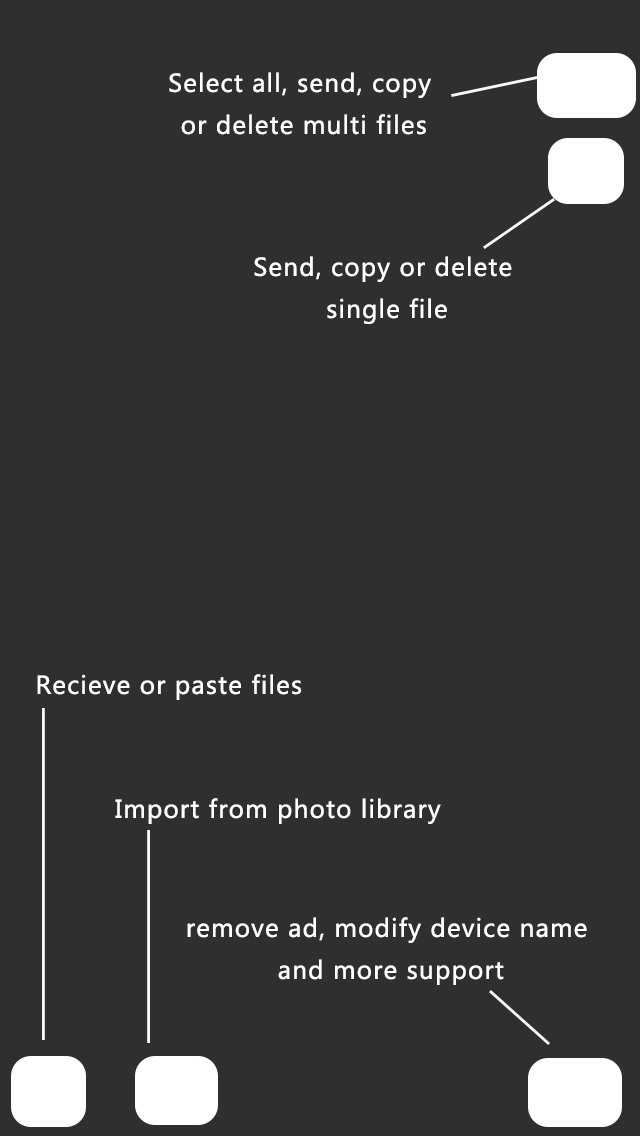 Select all, send, copy
or delete multi files
Send, copy or delete
single file
Recieve or paste files
Import from photo library
remove ad, modify device name
and more support